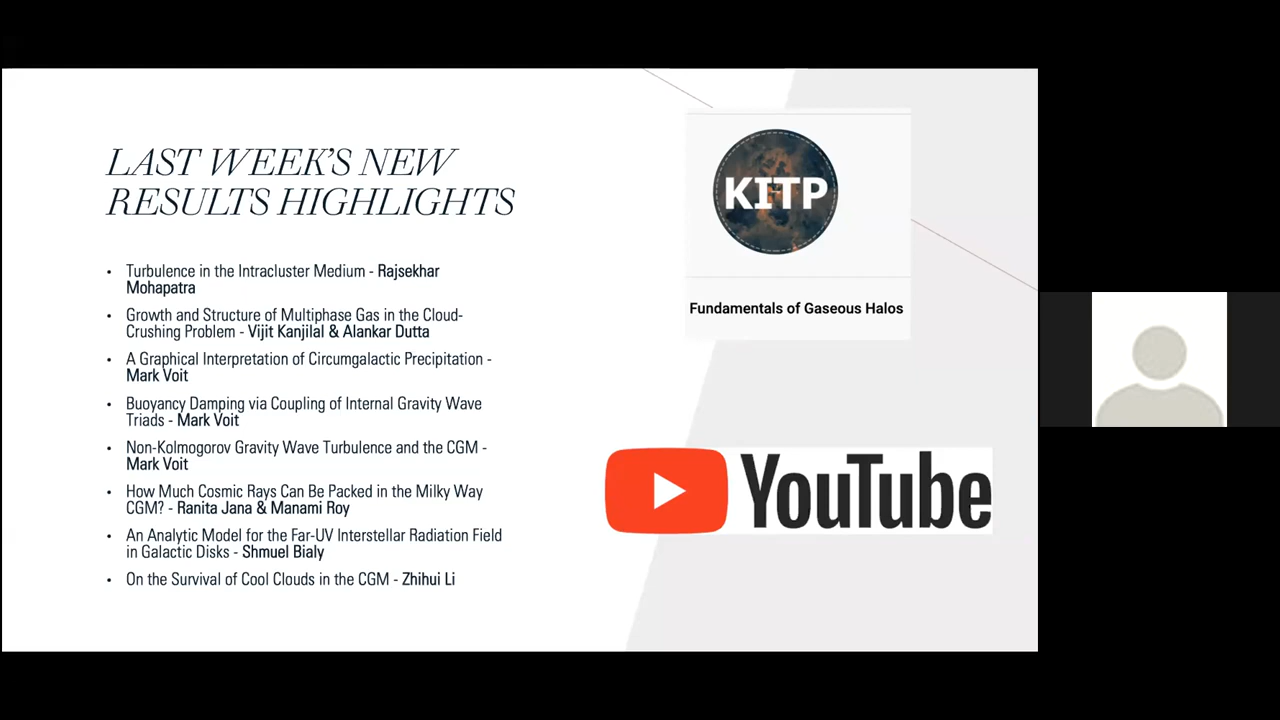 LAST WEEK'S NEW
RESULTS HIGHLIGHTS
• Turbulence in the Intracluster Medium - Rajsekhar
Mohapatra
• Growth and Structure of Multiphase Gas in the Cloud-
Crushing Problem - Vijit Kanjilal & Alankar Dutta
• A Graphical Interpretation of Circumgalactic Precipitation -
Mark Voit
• Buoyancy Damping via Coupling of Internal Gravity Wave
Triads - Mark Voit
• Non-Kolmogorov Gravity Wave Turbulence and the CGM -
Mark Voit
• How Much Cosmic Rays Can Be Packed in the Milky Way
CGM? - Ranita Jana & Manami Roy
• An Analytic Model for the Far-UV Interstellar Radiation Field
in Galactic Disks - Shmuel Bialy
• On the Survival of Cool Clouds in the CGM - Zhihui Li
KITP
Fundamentals of Gaseous Halos
YouTube